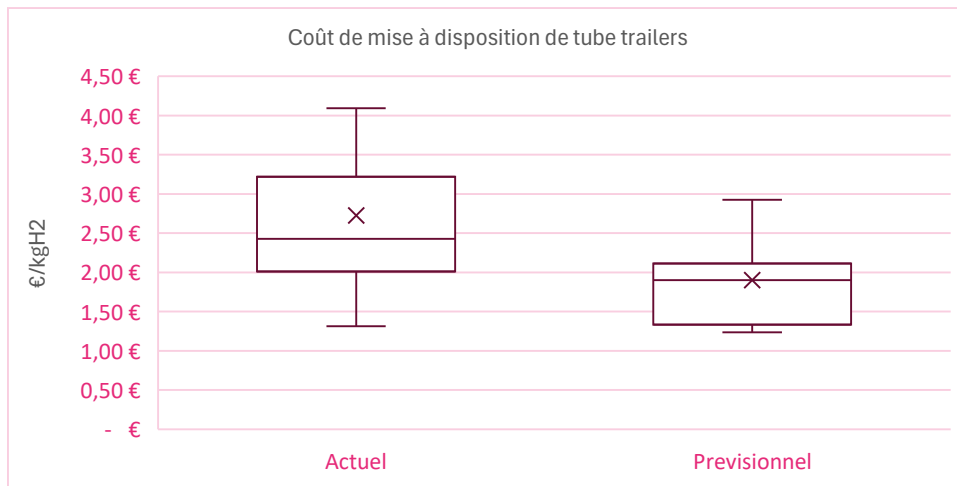 Coût de mise à disposition de tube trailers
€/kgH2
4,50 €
4,00 €
3,50 €
3,00 €
2,50 €
2,00 €
1,50 €
1,00 €
0,50 €
- €
Actuel
Previsionnel